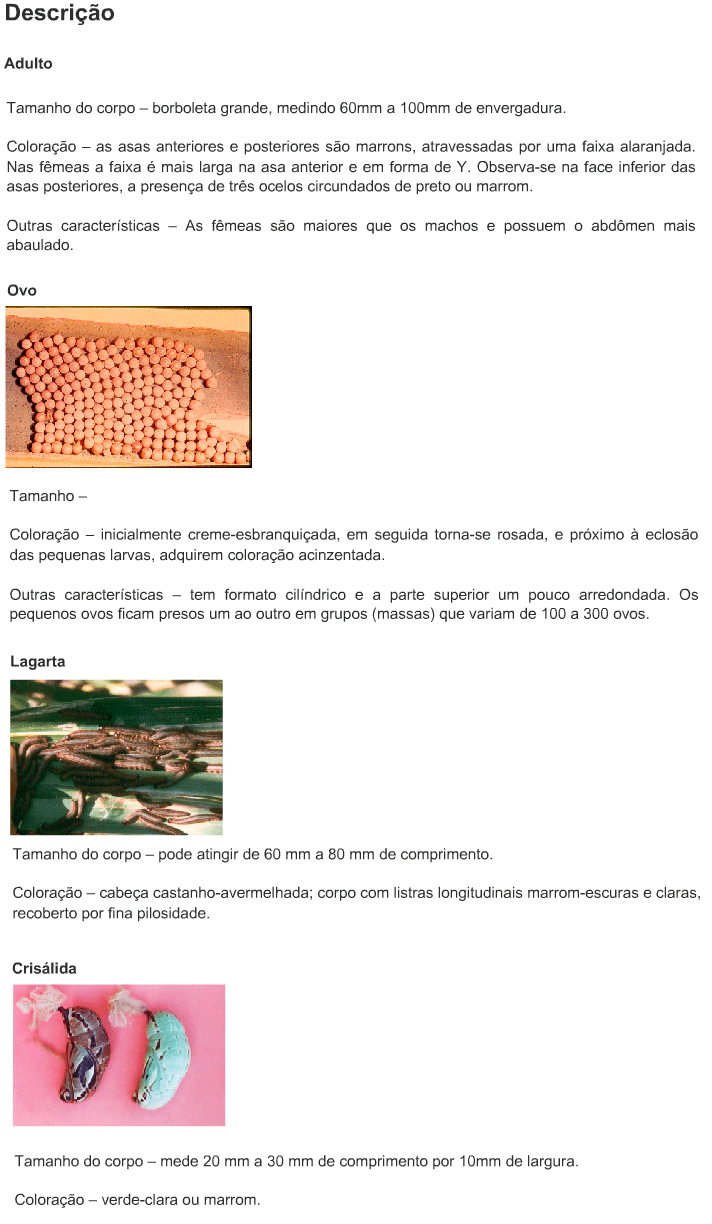 Descrição
Adulto
Tamanho do corpo – borboleta grande, medindo 60mm a 100mm de envergadura.
Coloração – as asas anteriores e posteriores são marrons, atravessadas por uma faixa alaranjada.
Nas fêmeas a faixa é mais larga na asa anterior e em forma de Y. Observa-se na face inferior das
asas posteriores, a presença de três ocelos circundados de preto ou marrom.
Outras características – As fêmeas são maiores que os machos e possuem o abdômen mais
abaulado.
Ovo
Tamanho –
Coloração – inicialmente creme-esbranquiçada, em seguida torna-se rosada, e próximo à eclosão
das pequenas larvas, adquirem coloração acinzentada.
Outras características – tem formato cilíndrico e a parte superior um pouco arredondada. Os
pequenos ovos ficam presos um ao outro em grupos (massas) que variam de 100 a 300 ovos.
Lagarta
Tamanho do corpo – pode atingir de 60 mm a 80 mm de comprimento.
Coloração – cabeça castanho-avermelhada; corpo com listras longitudinais marrom-escuras e claras,
recoberto por fina pilosidade.
Crisálida
Tamanho do corpo – mede 20 mm a 30 mm de comprimento por 10mm de largura.
Coloração – verde-clara ou marrom.